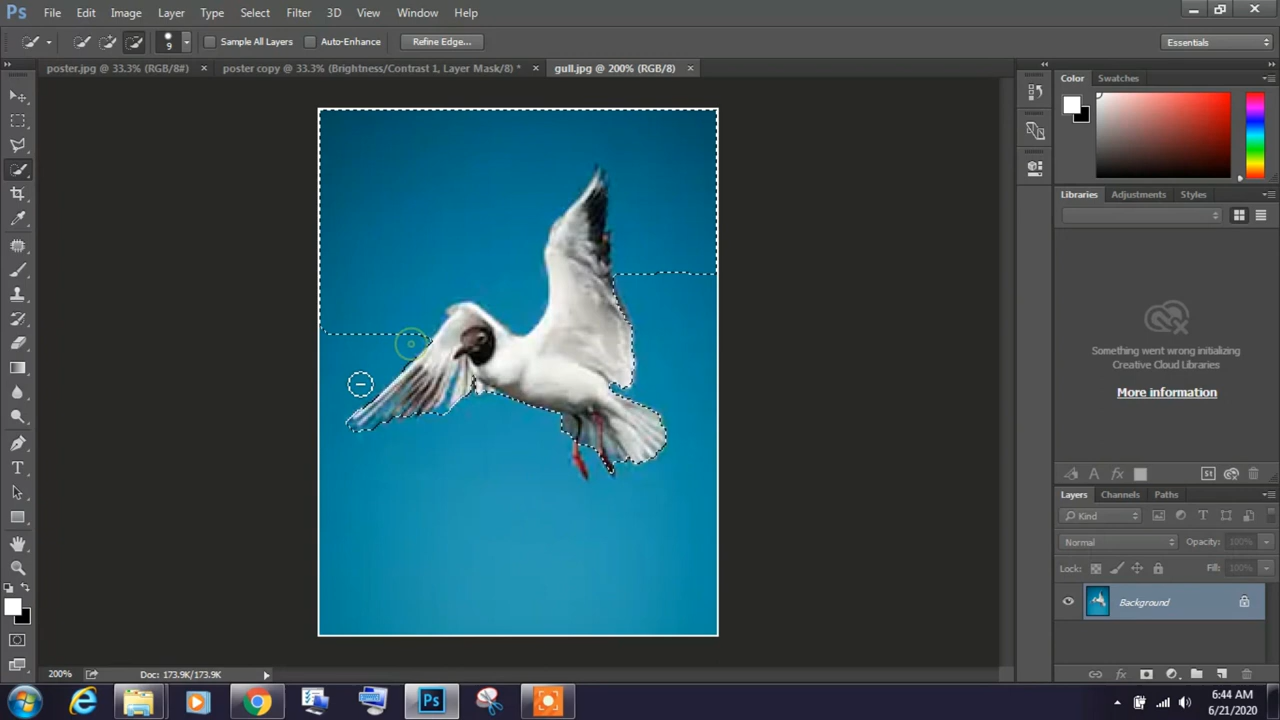 Ps File Edit Image Layer Type Select Filter 3D View Window Help
9 Sample All Layers Auto-Enhance Refine Edge... Essentials
poster.jpg @ 33.3% (RGB/8#) × poster copy @ 33.3% (Brightness/Contrast 1, Layer Mask/8) * × gull.jpg @ 200% (RGB/8) ×
Color Swatches
Libraries Adjustments Styles
Something went wrong initializing
Creative Cloud Libraries
More information
Layers Channels Paths
Kind
Normal Opacity: 100%
Lock: Fill: 100%
Background
200% Doc: 173.9K/173.9K
6:44 AM
6/21/2020